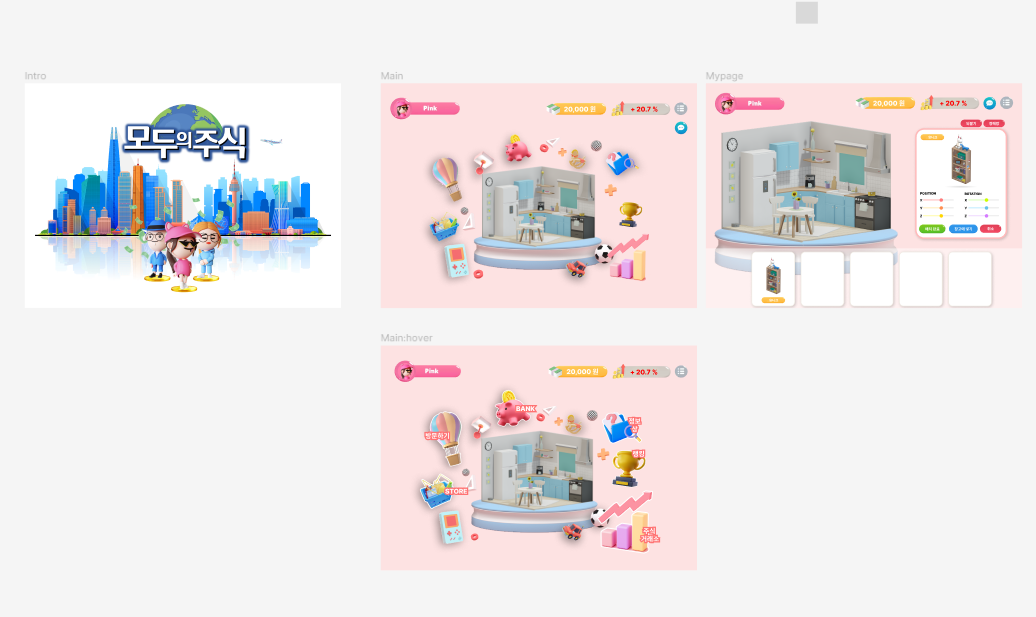 Intro
모두의주식
Main
Pink
20,000 원
+ 20.7 %
Mypage
Pink
20,000 원
+ 20.7 %
POSITION
ROTATION
X
X
Y
Y
Z
Z
Main:hover
Pink
20,000 원
+ 20.7 %
BANK
방문하기
정보
랭킹
STORE
주식
거래소